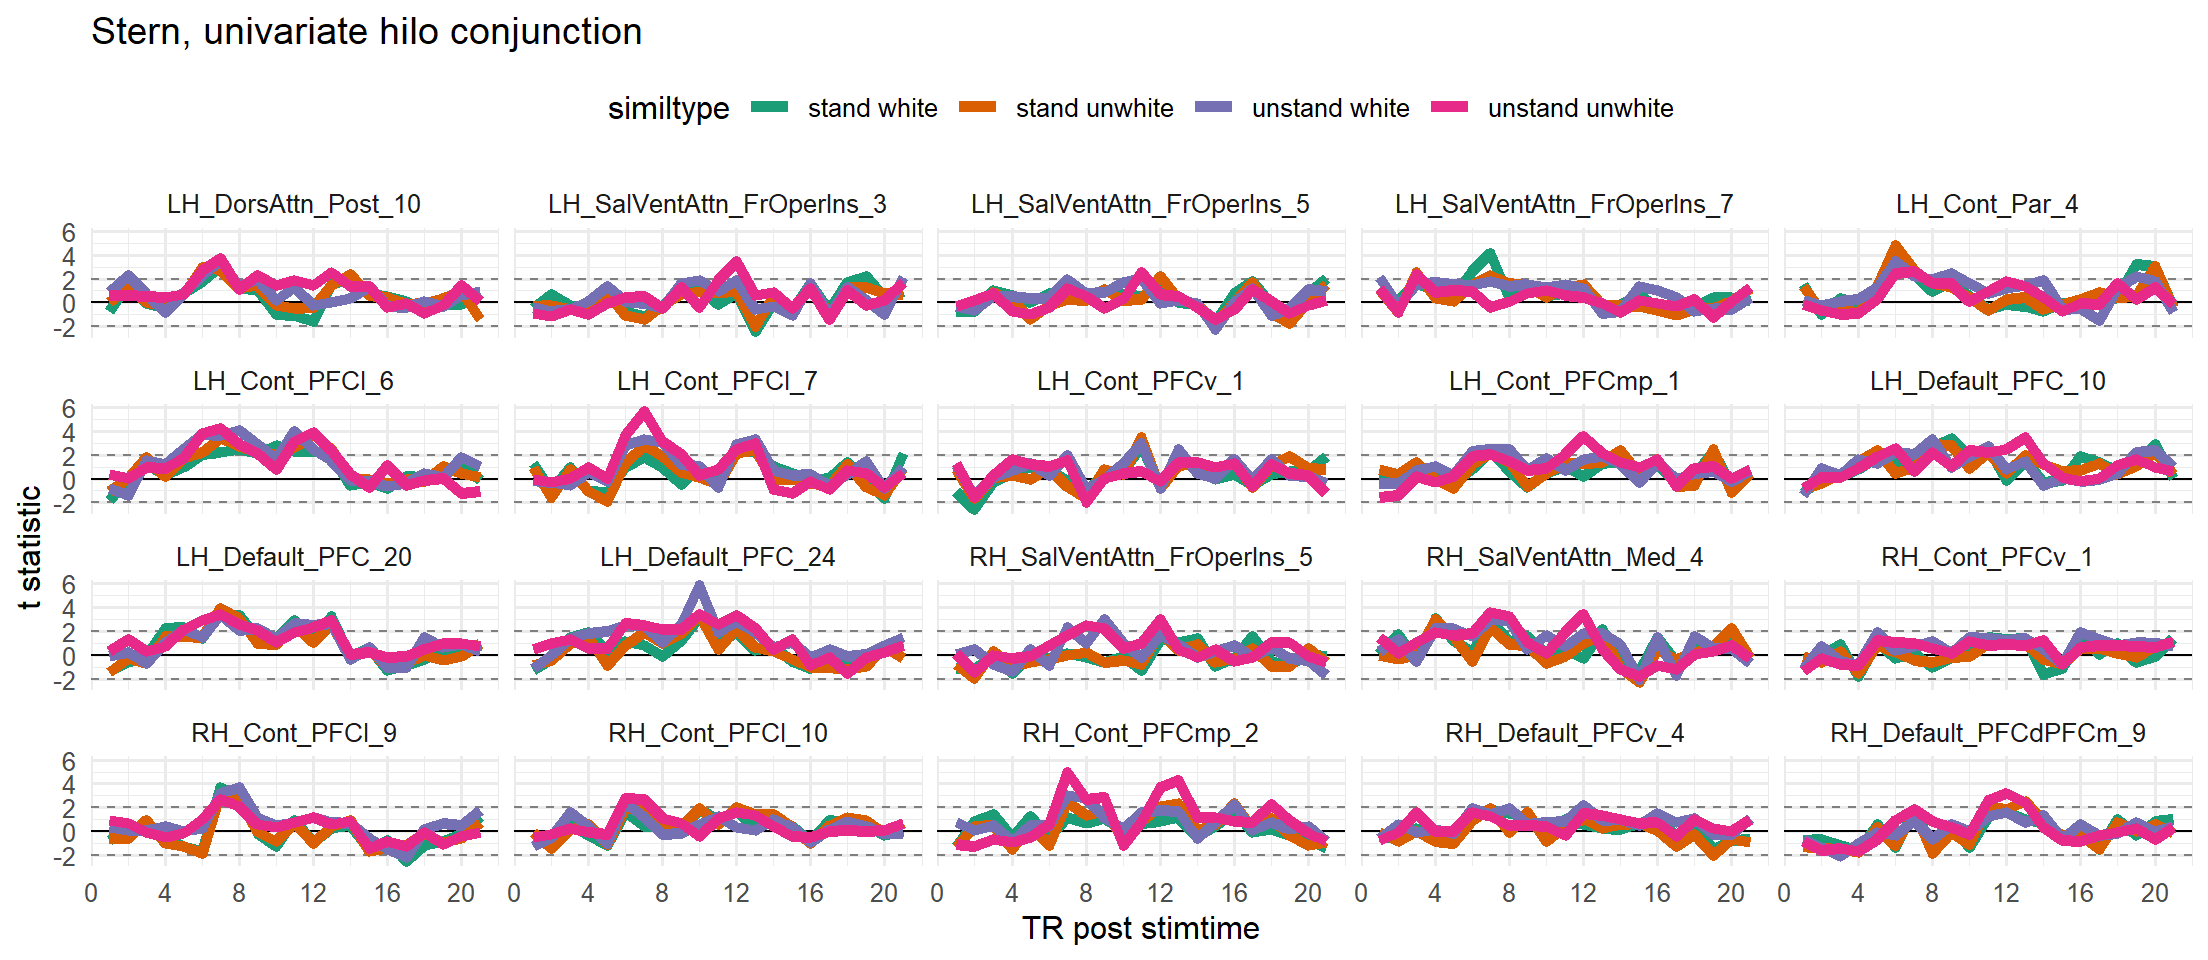 Stern, univariate hilo conjunction
similtype stand white stand unwhite unstand white unstand unwhite
LH_DorsAttn_Post_10 LH_SalVentAttn_FrOperIns_3 LH_SalVentAttn_FrOperIns_5 LH_SalVentAttn_FrOperIns_7 LH_Cont_Par_4
6
4
2
0
-2
LH_Cont_PFCl_6 LH_Cont_PFCl_7 LH_Cont_PFCv_1 LH_Cont_PFCmp_1 LH_Default_PFC_10
6
4
2
0
-2
LH_Default_PFC_20 LH_Default_PFC_24 RH_SalVentAttn_FrOperIns_5 RH_SalVentAttn_Med_4 RH_Cont_PFCv_1
6
4
2
0
-2
RH_Cont_PFCl_9 RH_Cont_PFCl_10 RH_Cont_PFCmp_2 RH_Default_PFCv_4 RH_Default_PFCdPFCm_9
6
4
2
0
-2
0 4 8 12 16 20 0 4 8 12 16 20 0 4 8 12 16 20 0 4 8 12 16 20 0 4 8 12 16 20
t statistic
TR post stimtime